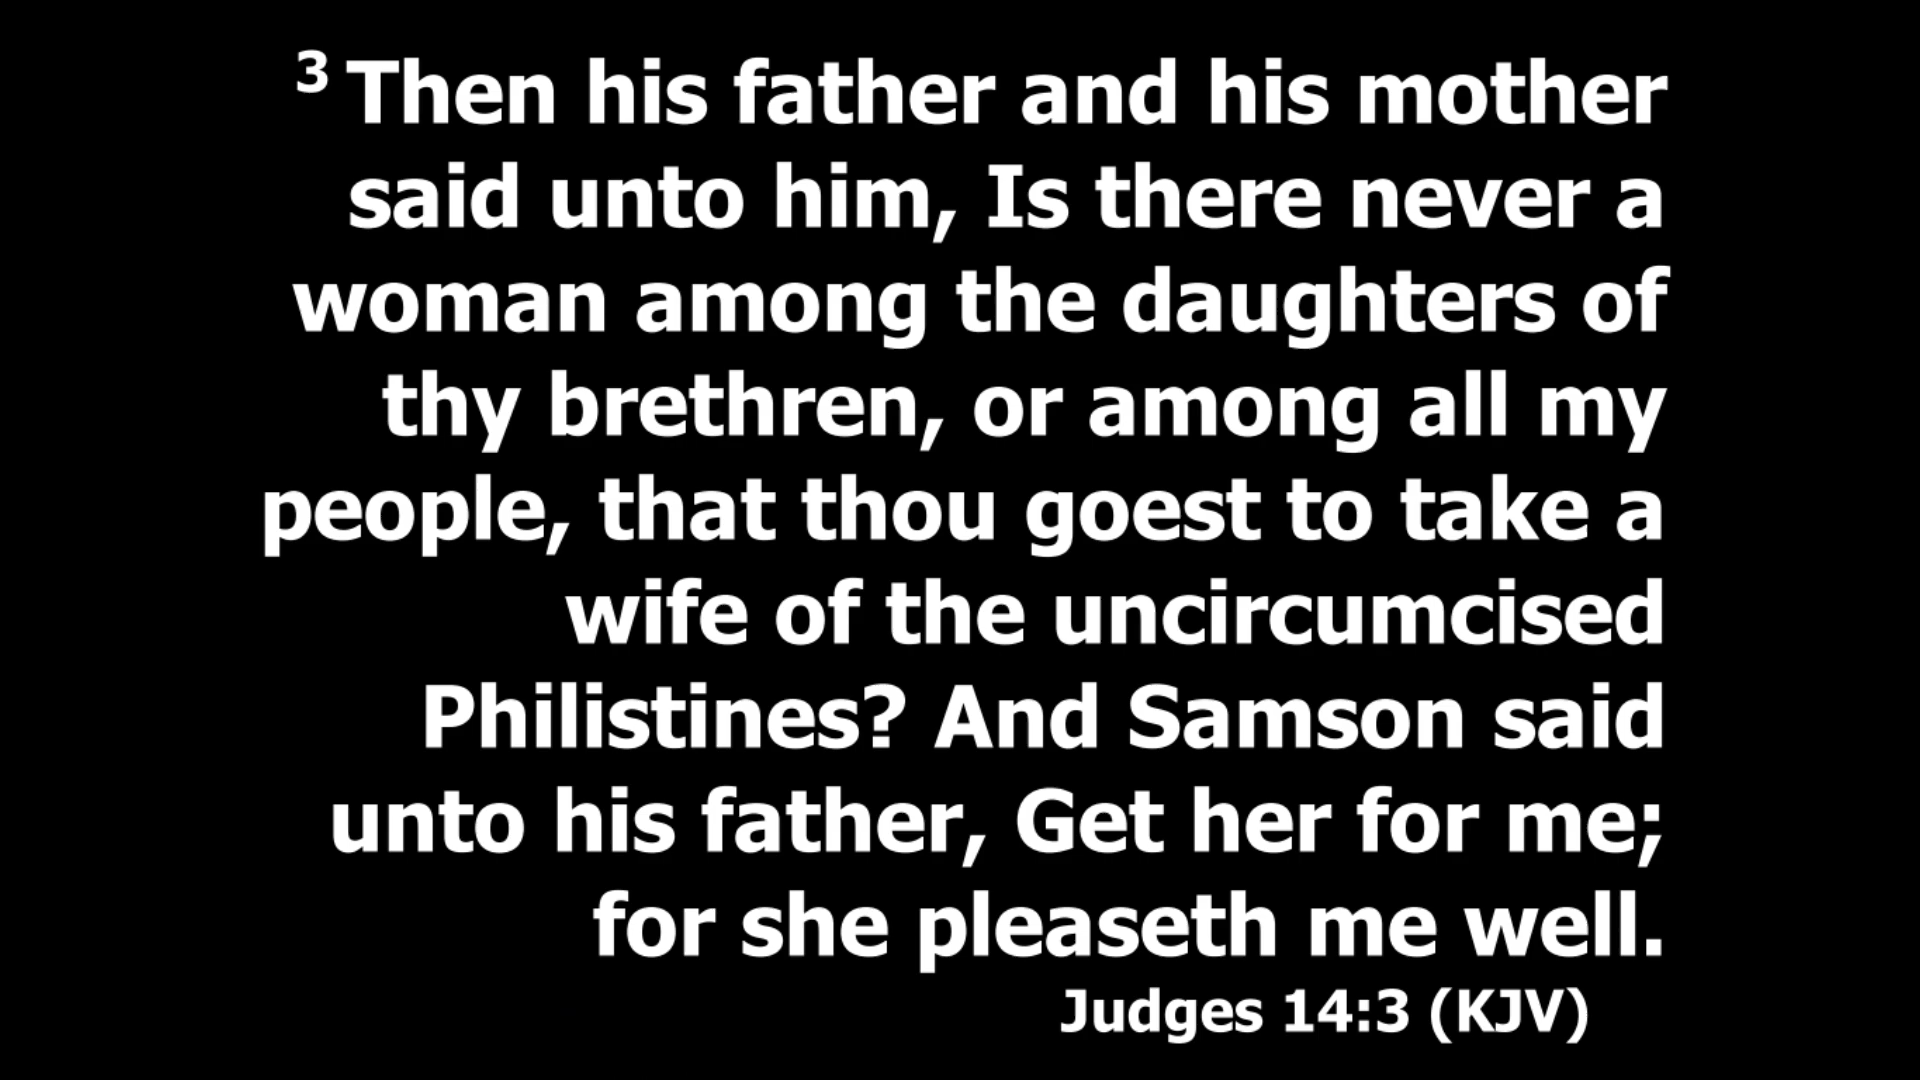 3 Then his father and his mother
said unto him, Is there never a
woman among the daughters of
thy brethren, or among all my
people, that thou goest to take a
wife of the uncircumcised
Philistines? And Samson said
unto his father, Get her for me;
for she pleaseth me well.
Judges 14:3 (KJV)